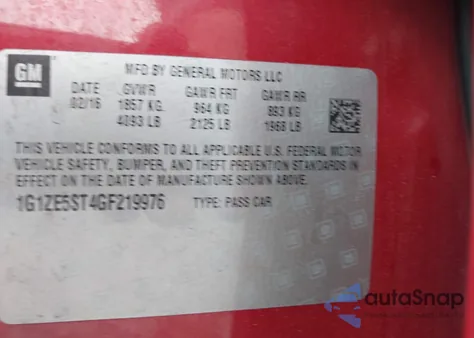 GM
MFD BY GENERAL MOTORS LLC
DATE GVWR GAWR FRT GAWR RR
02/16 1857 KG 964 KG 893 KG
4093 LB 2125 LB 1968 LB
THIS VEHICLE CONFORMS TO ALL APPLICABLE U.S. FEDERAL MOTOR
VEHICLE SAFETY, BUMPER, AND THEFT PREVENTION STANDARDS IN
EFFECT ON THE DATE OF MANUFACTURE SHOWN ABOVE.
1G1ZE5ST4GF219976 TYPE: PASS CAR
autoSnap